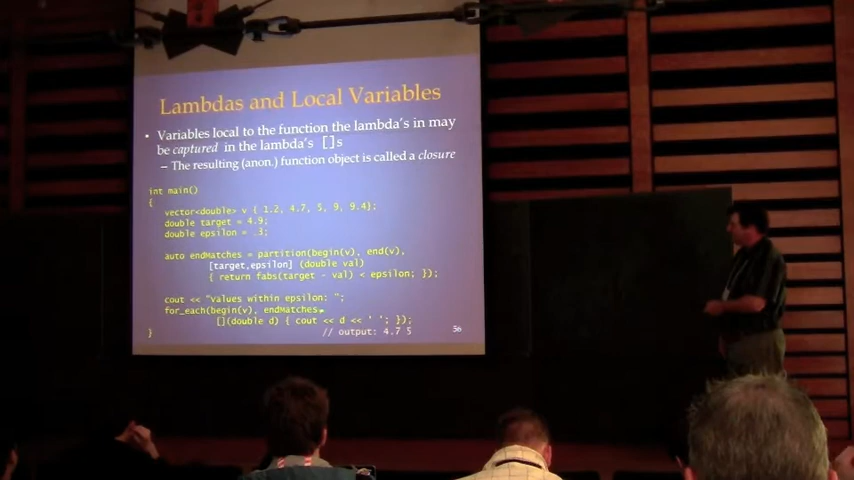 Lambdas and Local Variables
• Variables local to the function the lambda's in may
be captured in the lambda's []s
– The resulting (anon.) function object is called a closure
int main()
{
vector<double> v { 1.2, 4.7, 5, 9, 9.4};
double target = 4.9;
double epsilon = .3;
auto endMatches = partition(begin(v), end(v),
[target,epsilon] (double val)
{ return fabs(target - val) < epsilon; });
cout << "Values within epsilon: ";
for_each(begin(v), endMatches,
[](double d) { cout << d << ' '; });
// output: 4.7 5
}
56